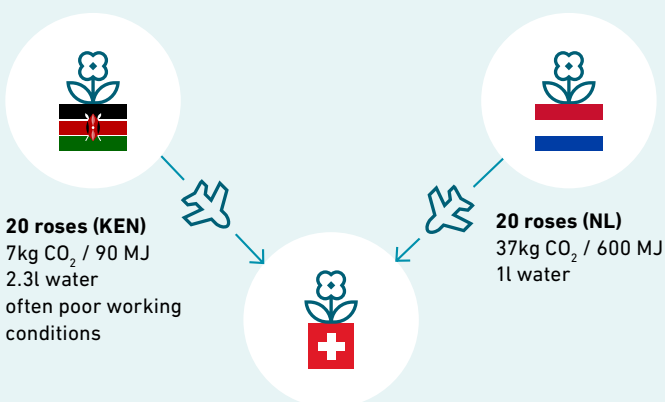 20 roses (KEN)
7kg CO₂ / 90 MJ
2.3l water
often poor working
conditions
20 roses (NL)
37kg CO₂ / 600 MJ
1l water